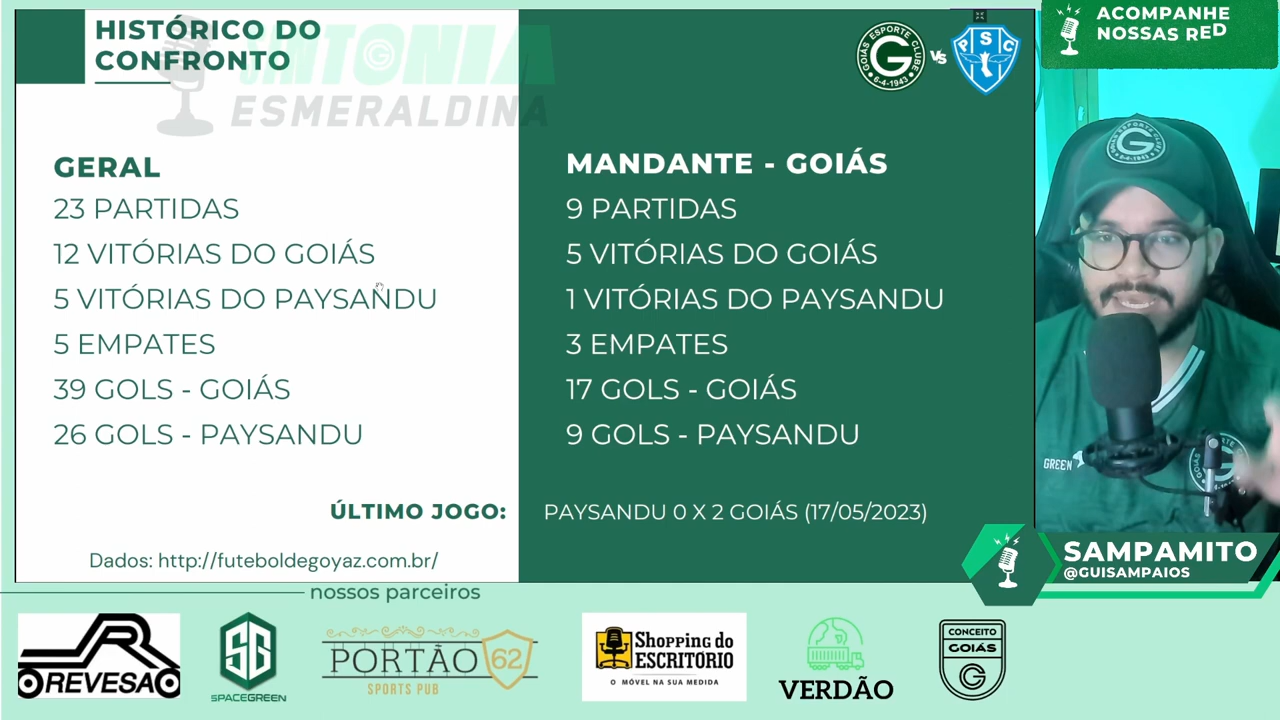 HISTÓRICO DO
CONFRONTO
ESMERALDINA
GOIÁS ESPORTE CLUBE
G
6-4-1943
VS
PSC
ACOMPANHE
NOSSAS RED
GERAL
23 PARTIDAS
12 VITÓRIAS DO GOIÁS
5 VITÓRIAS DO PAYSANDU
5 EMPATES
39 GOLS - GOIÁS
26 GOLS - PAYSANDU
MANDANTE - GOIÁS
9 PARTIDAS
5 VITÓRIAS DO GOIÁS
1 VITÓRIAS DO PAYSANDU
3 EMPATES
17 GOLS - GOIÁS
9 GOLS - PAYSANDU
ÚLTIMO JOGO: PAYSANDU 0 X 2 GOIÁS (17/05/2023)
Dados: http://futeboldegoyaz.com.br/
GREEN
SAMPAMITO
@GUISAMPAIOS
nossos parceiros
REVESA
SG
SPACEGREEN
PORTÃO 62
SPORTS PUB
Shopping do
ESCRITÓRIO
O MÓVEL NA SUA MEDIDA
VERDÃO
CONCEITO
GOIÁS
G